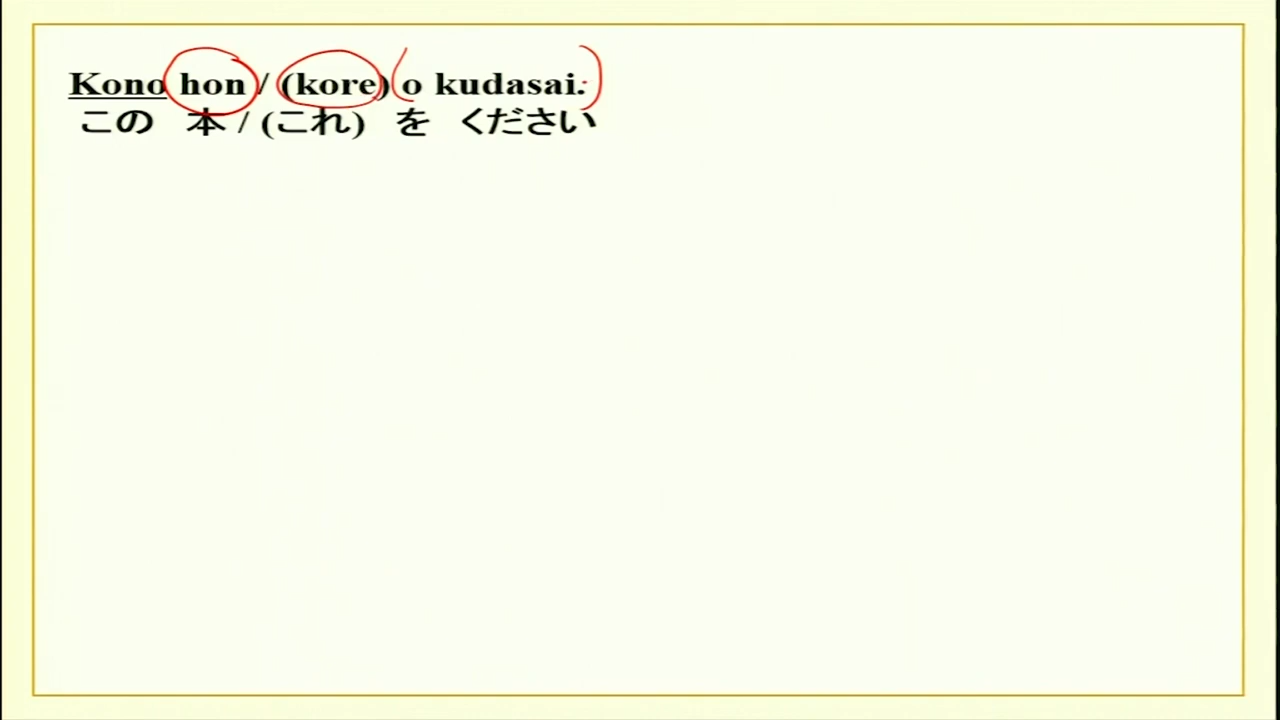 Kono hon / (kore) o kudasai.
この 本 / (これ) を ください